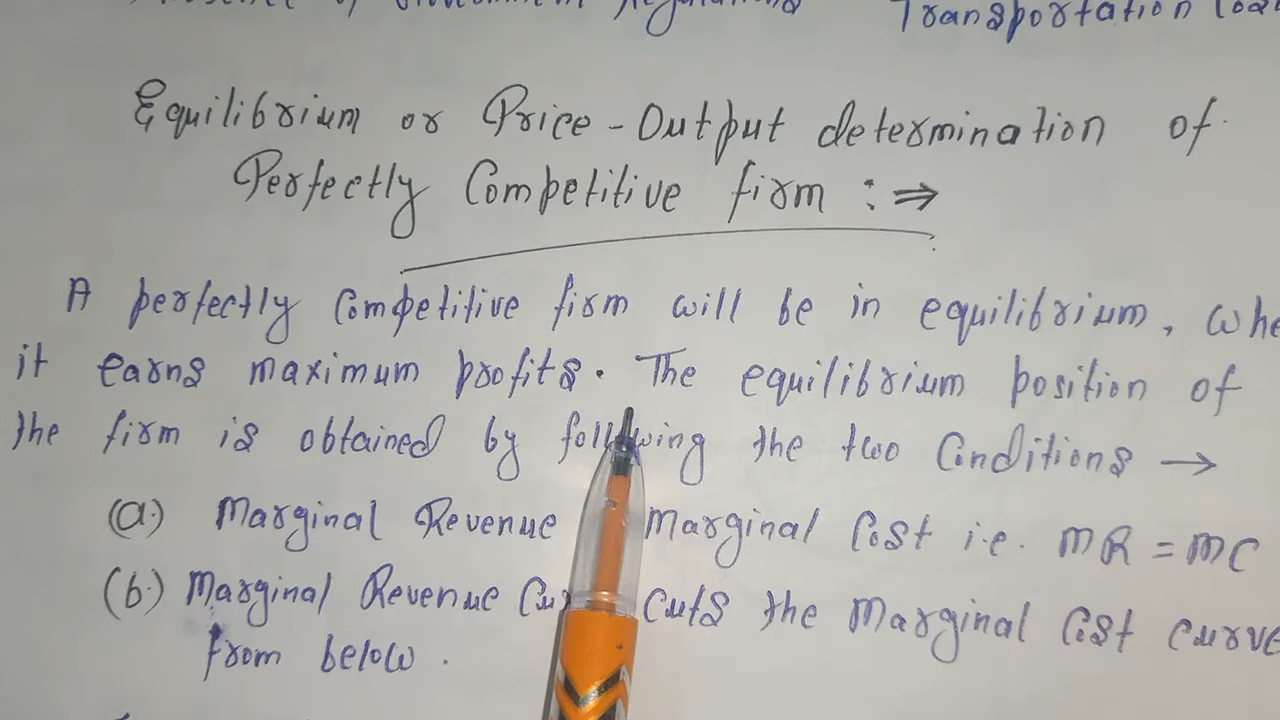 Transportation
Equilibrium or Price-Output determination of
Perfectly Competitive firm :⇒
A perfectly Competitive firm will be in equilibrium,
it earns maximum profits. The equilibrium position of
the firm is obtained by following the two Conditions →
(a.) Marginal Revenue Marginal Cost i.e. MR = MC
(b.) Marginal Revenue cuts the Marginal Cost curve
from below.